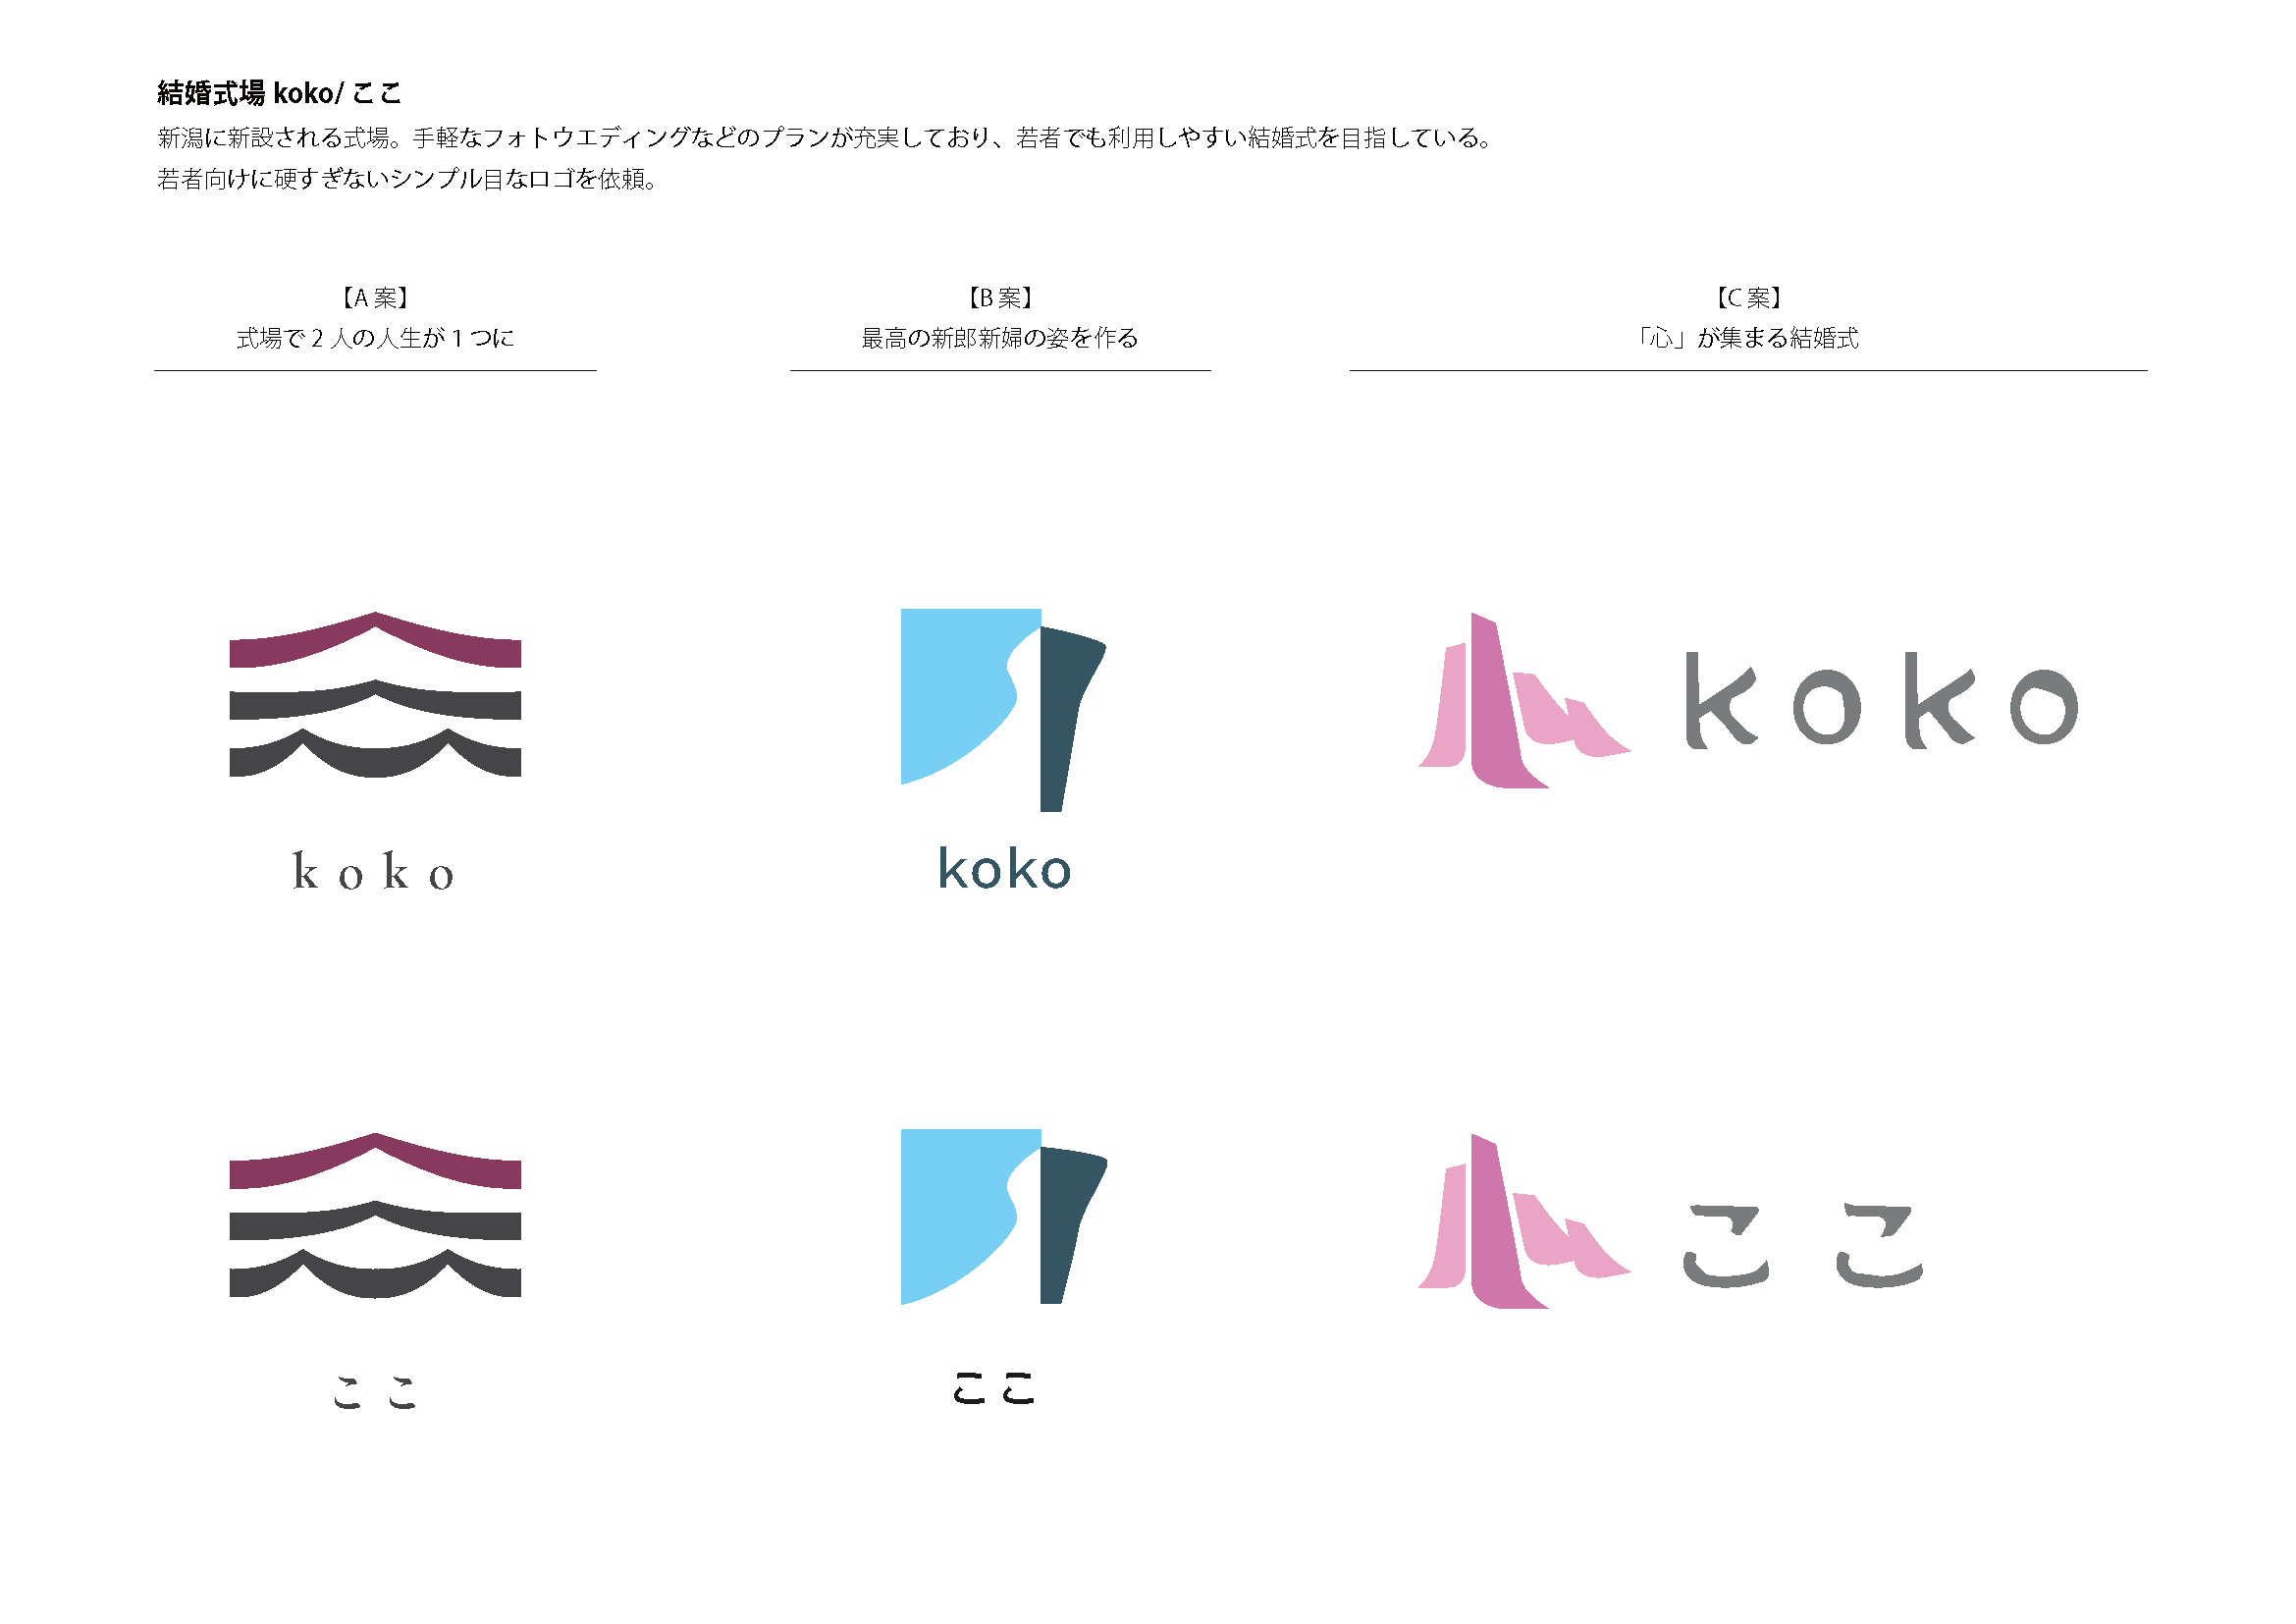 結婚式場 koko/ ここ
新潟に新設される式場。手軽なフォトウエディングなどのプランが充実しており、若者でも利用しやすい結婚式を目指している。
若者向けに硬すぎないシンプル目なロゴを依頼。
【A 案】
式場で 2 人の人生が 1 つに
【B 案】
最高の新郎新婦の姿を作る
【C 案】
「心」が集まる結婚式
koko
koko
koko
ここ
ここ
ここ